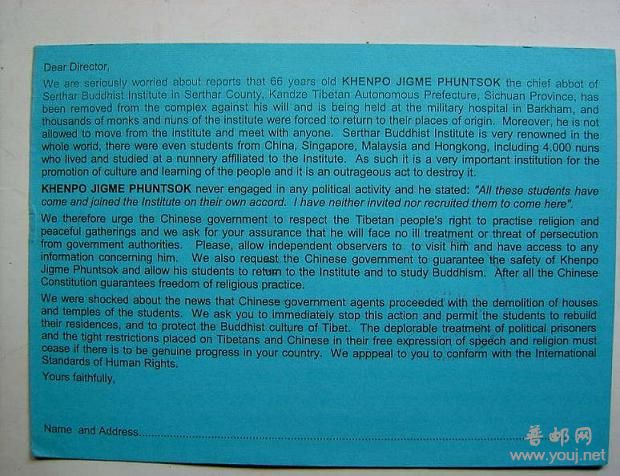 Dear Director,
We are seriously worried about reports that 66 years old KHENPO JIGME PHUNTSOK the chief abbot of
Serthar Buddhist Institute in Serthar County, Kandze Tibetan Autonomous Prefecture, Sichuan Province, has
been removed from the complex against his will and is being held at the military hospital in Barkham, and
thousands of monks and nuns of the institute were forced to return to their places of origin. Moreover, he is not
allowed to move from the institute and meet with anyone. Serthar Buddhist Institute is very renowned in the
whole world, there were even students from China, Singapore, Malaysia and Hongkong, including 4.000 nuns
who lived and studied at a nunnery affiliated to the Institute. As such it is a very important institution for the
promotion of culture and learning of the people and it is an outrageous act to destroy it.
KHENPO JIGME PHUNTSOK never engaged in any political activity and he stated: "All these students have
come and joined the Institute on their own accord. I have neither invited nor recruited them to come here".
We therefore urge the Chinese government to respect the Tibetan people's right to practise religion and
peaceful gatherings and we ask for your assurance that he will face no ill treatment or threat of persecution
from government authorities. Please, allow independent observers to to visit him and have access to any
information concerning him. We also request the Chinese government to guarantee the safety of Khenpo
Jigme Phuntsok and allow his students to return to the Institute and to study Buddhism. After all the Chinese
Constitution guarantees freedom of religious practice.
We were shocked about the news that Chinese government agents proceeded with the demolition of houses
and temples of the students. We ask you to immediately stop this action and permit the students to rebuild
their residences, and to protect the Buddhist culture of Tibet. The deplorable treatment of political prisoners
and the tight restrictions placed on Tibetans and Chinese in their free expression of speech and religion must
cease if there is to be genuine progress in your country. We apppeal to you to conform with the International
Standards of Human Rights.
Yours faithfully,
Name and Address................................................................
普邮网
www.youj.net